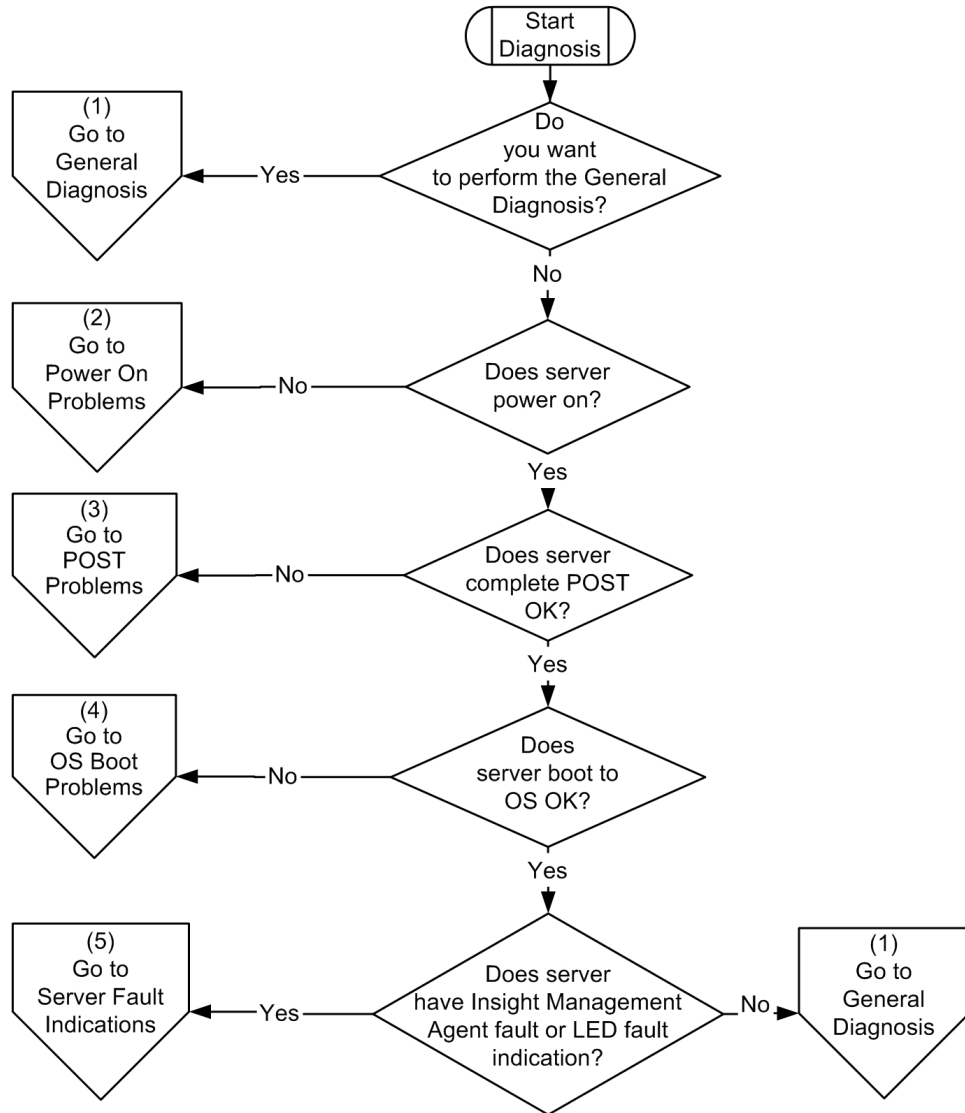 Start
Diagnosis
(1)
Go to
General
Diagnosis
Yes
Do
you want
to perform the General
Diagnosis?
No
(2)
Go to
Power On
Problems
No
Does server
power on?
Yes
(3)
Go to
POST
Problems
No
Does server
complete POST
OK?
Yes
(4)
Go to
OS Boot
Problems
No
Does
server boot to
OS OK?
Yes
(5)
Go to
Server Fault
Indications
Yes
Does server
have Insight Management
Agent fault or LED fault
indication?
No
(1)
Go to
General
Diagnosis